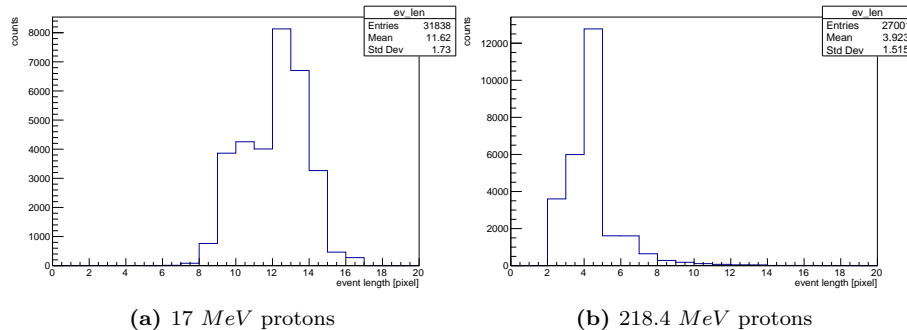 ev_len
Entries 31838
Mean 11.62
Std Dev 1.73
counts
8000
7000
6000
5000
4000
3000
2000
1000
0
0 2 4 6 8 10 12 14 16 18 20
event length [pixel]
(a) 17 MeV protons
ev_len
Entries 27001
Mean 3.923
Std Dev 1.515
counts
12000
10000
8000
6000
4000
2000
0
0 2 4 6 8 10 12 14 16 18 20
event length [pixel]
(b) 218.4 MeV protons